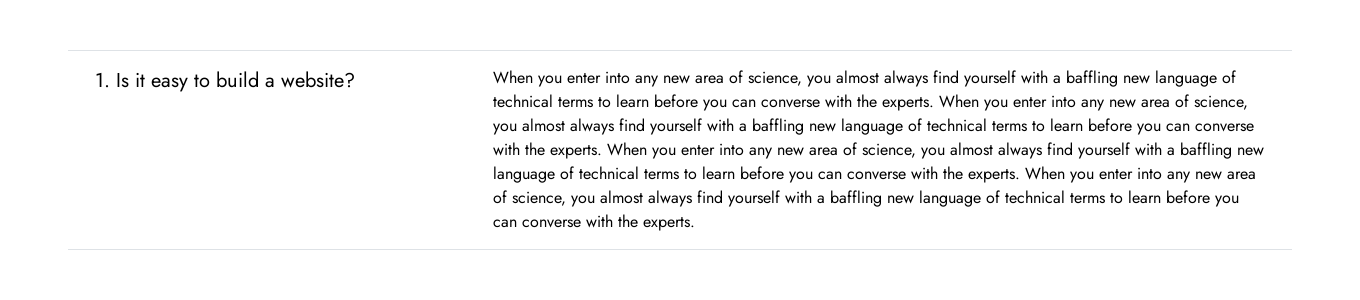 1. Is it easy to build a website?
When you enter into any new area of science, you almost always find yourself with a baffling new language of
technical terms to learn before you can converse with the experts. When you enter into any new area of science,
you almost always find yourself with a baffling new language of technical terms to learn before you can converse
with the experts. When you enter into any new area of science, you almost always find yourself with a baffling new
language of technical terms to learn before you can converse with the experts. When you enter into any new area
of science, you almost always find yourself with a baffling new language of technical terms to learn before you
can converse with the experts.